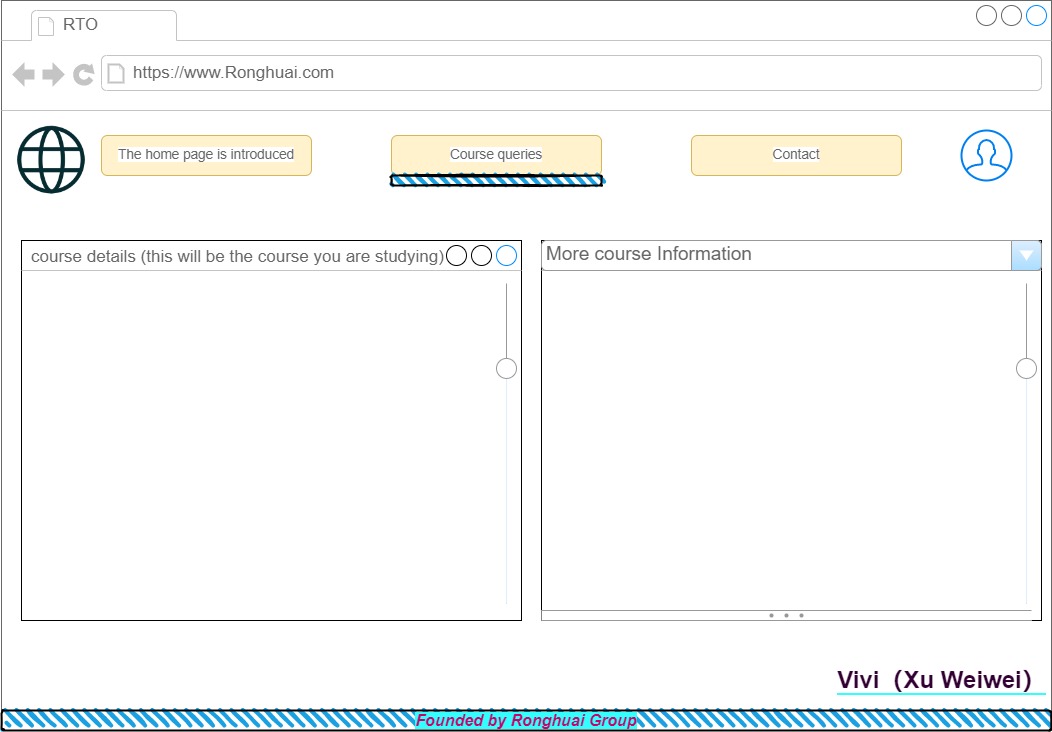 RTO
https://www.Ronghuai.com
The home page is introduced
Course queries
Contact
course details (this will be the course you are studying)
More course Information
Vivi（Xu Weiwei）
Founded by Ronghuai Group